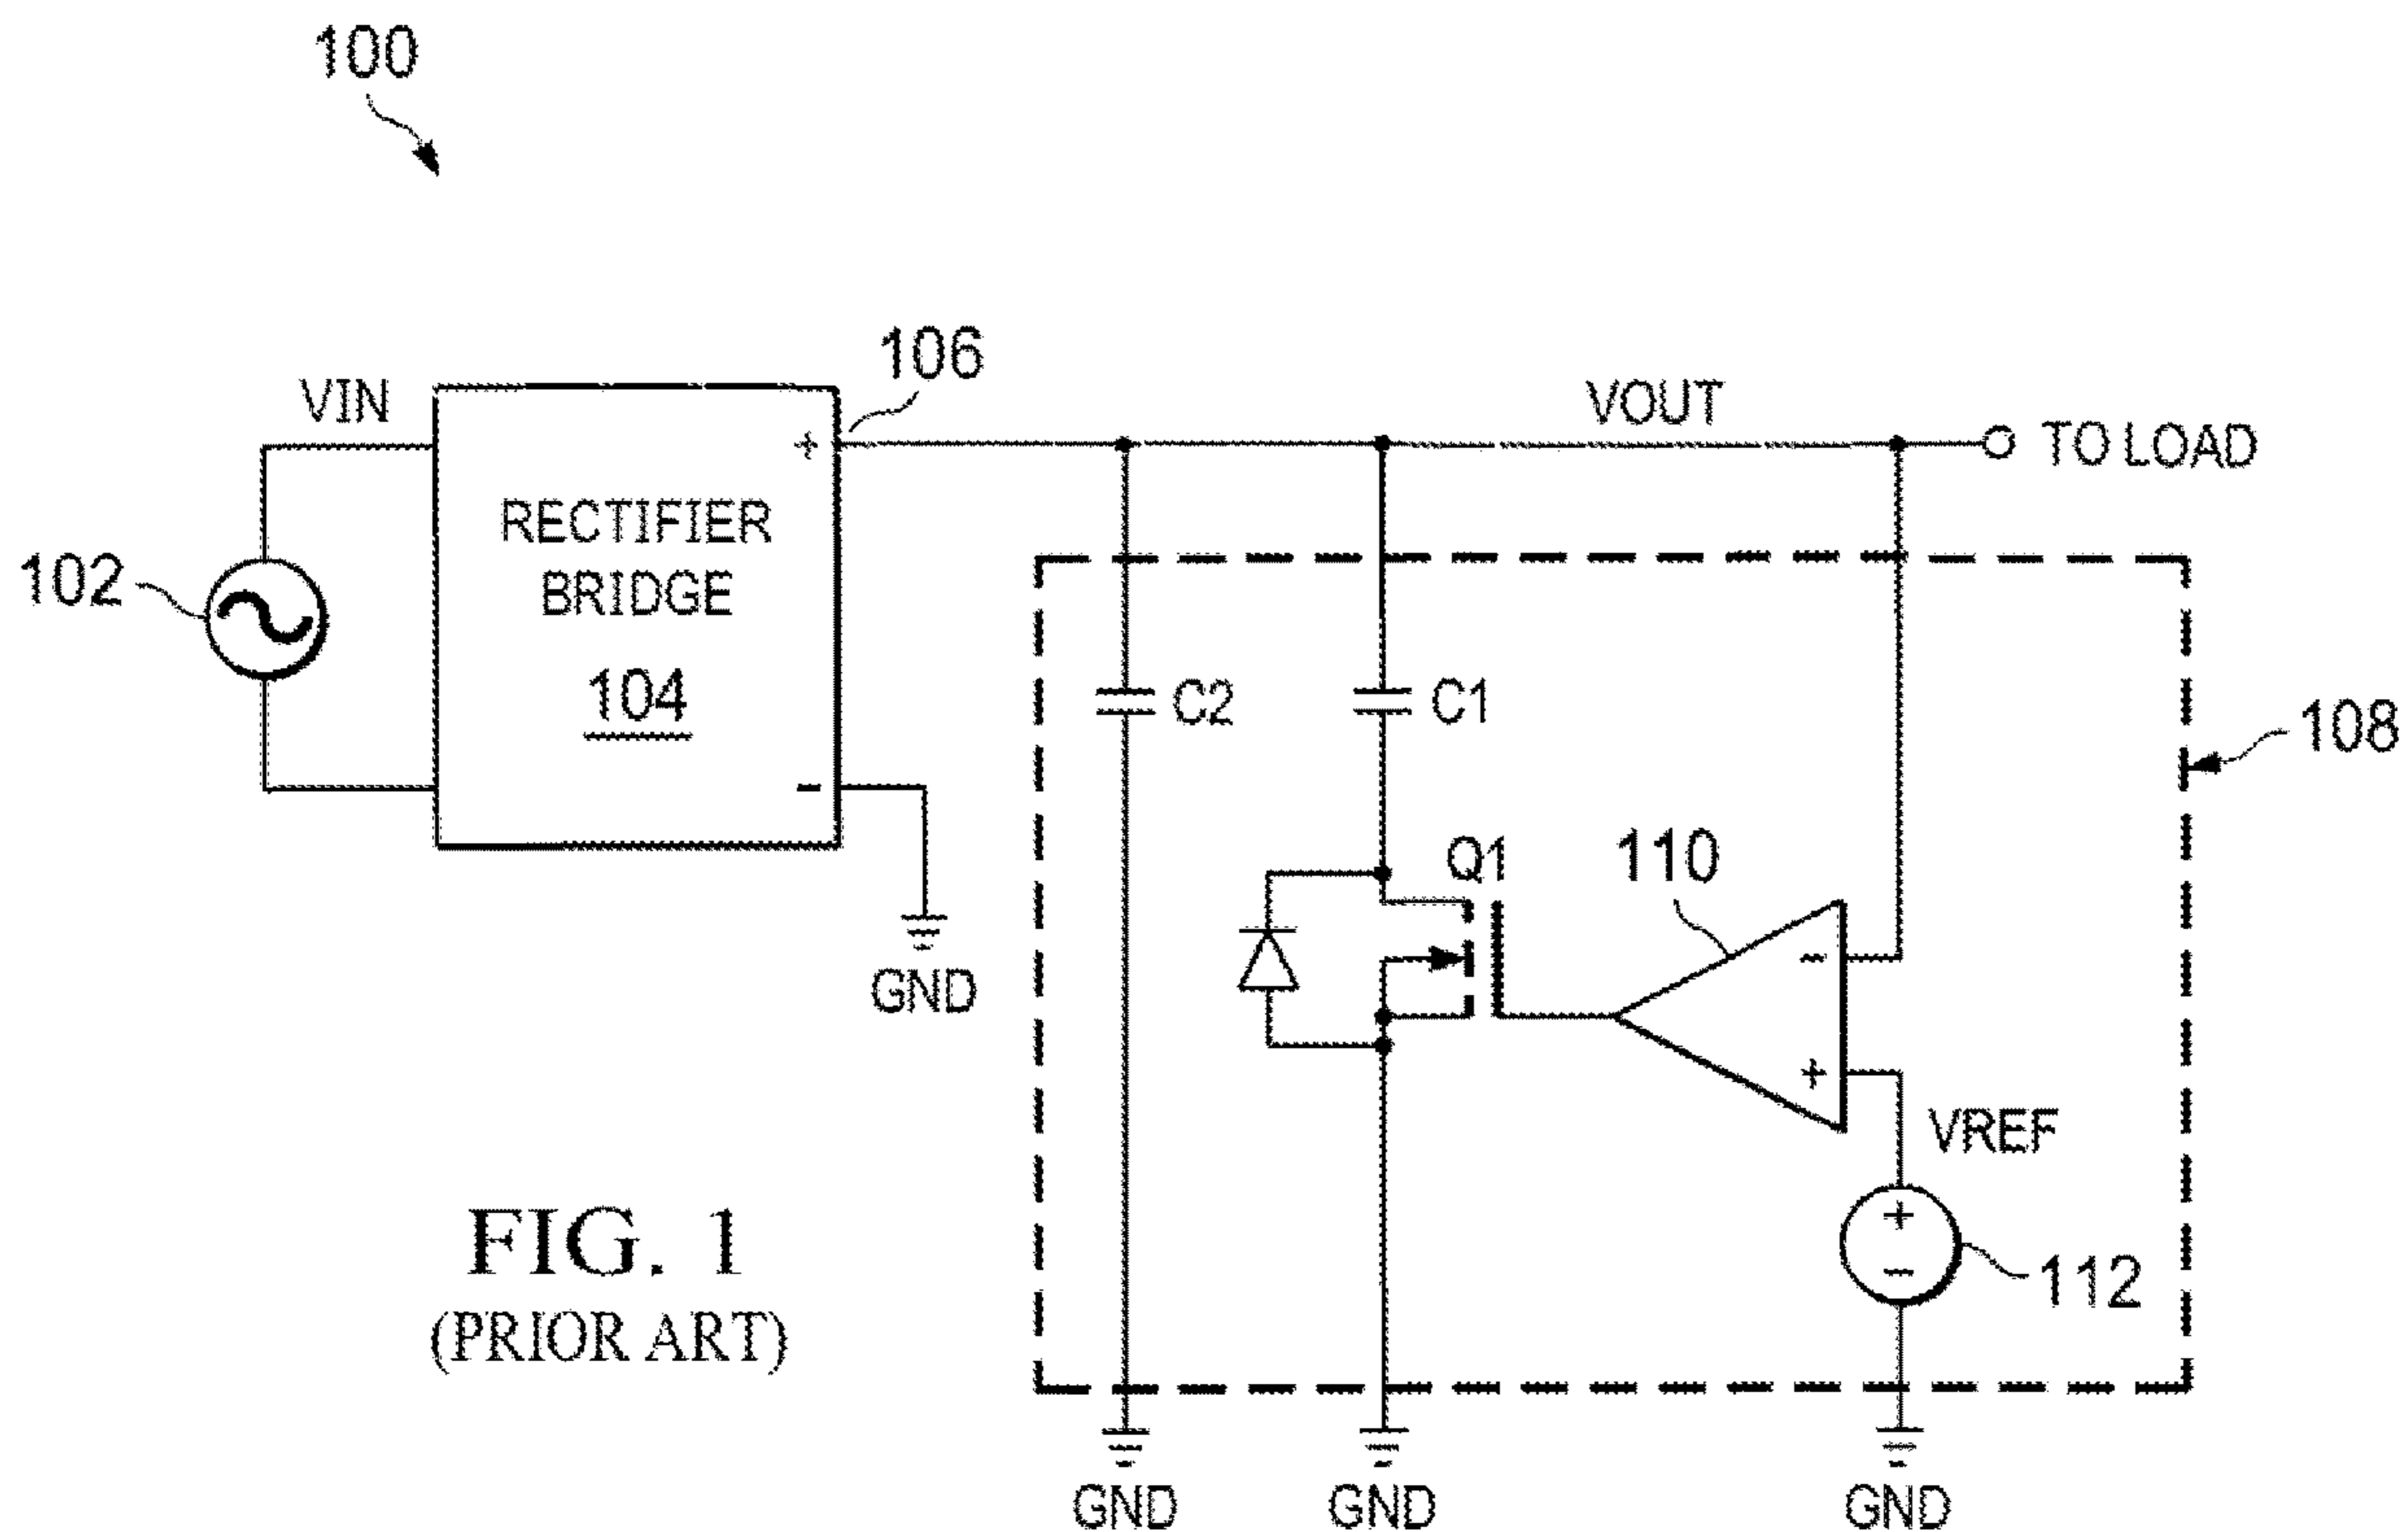 100
106
VIN
VOUT
+
TO LOAD
RECTIFIER
BRIDGE
102
104
C2
C1
108
-
Q1
110
-
GND
+
VREF
FIG. 1
(PRIOR ART)
+
-
112
GND
GND
GND